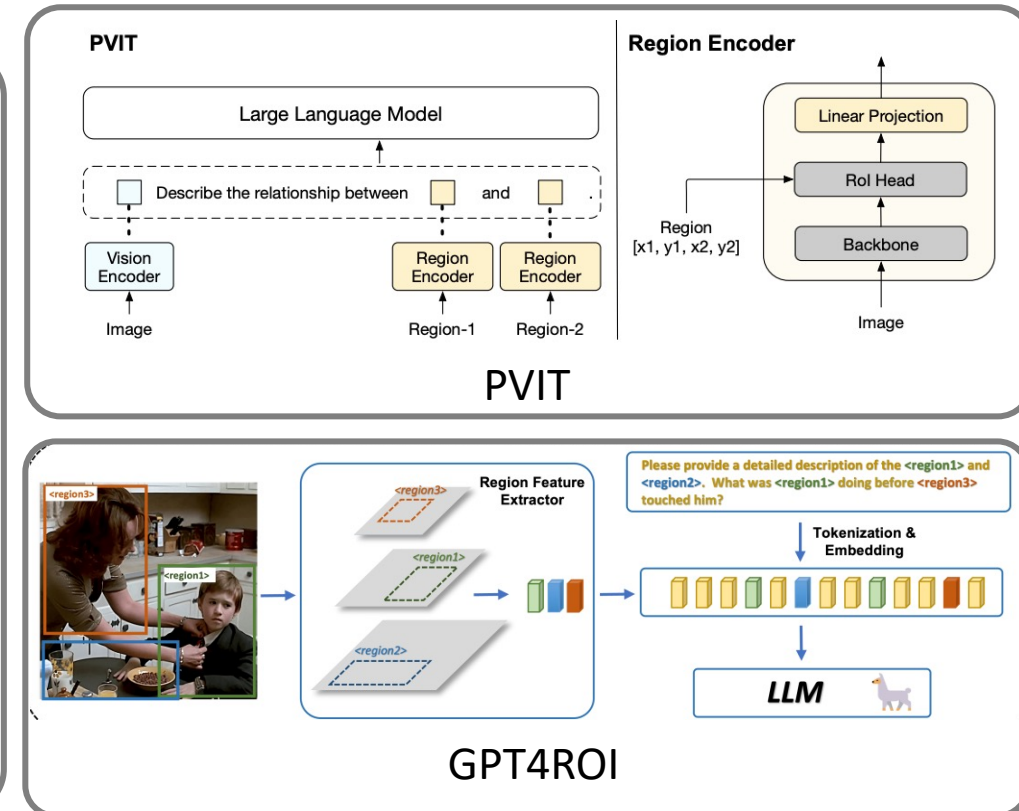 PVIT
Large Language Model
Describe the relationship between and .
Vision
Encoder
Region
Encoder
Region
Encoder
Image
Region-1
Region-2
Region Encoder
Linear Projection
RoI Head
Region
[x1, y1, x2, y2]
Backbone
Image
PVIT
<region3>
<region1>
Region Feature
Extractor
<region3>
<region1>
<region2>
Please provide a detailed description of the <region1> and
<region2>. What was <region1> doing before <region3>
touched him?
Tokenization &
Embedding
LLM
GPT4ROI